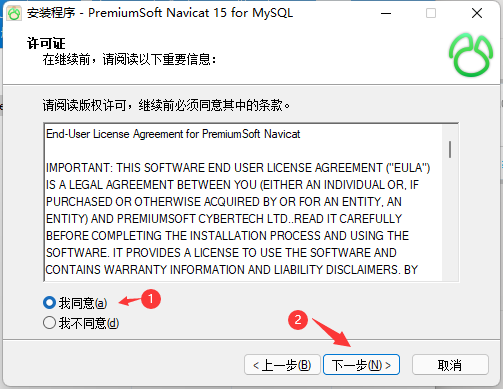 安装程序 - PremiumSoft Navicat 15 for MySQL
许可证
在继续前，请阅读以下重要信息：
请阅读版权许可，继续前必须同意其中的条款。
End-User License Agreement for PremiumSoft Navicat
IMPORTANT: THIS SOFTWARE END USER LICENSE AGREEMENT ("EULA")
IS A LEGAL AGREEMENT BETWEEN YOU (EITHER AN INDIVIDUAL OR, IF
PURCHASED OR OTHERWISE ACQUIRED BY OR FOR AN ENTITY, AN
ENTITY) AND PREMIUMSOFT CYBERTECH LTD..READ IT CAREFULLY
BEFORE COMPLETING THE INSTALLATION PROCESS AND USING THE
SOFTWARE. IT PROVIDES A LICENSE TO USE THE SOFTWARE AND
CONTAINS WARRANTY INFORMATION AND LIABILITY DISCLAIMERS. BY
我同意(a) 1
我不同意(d)
2
<上一步(B) 下一步(N)> 取消